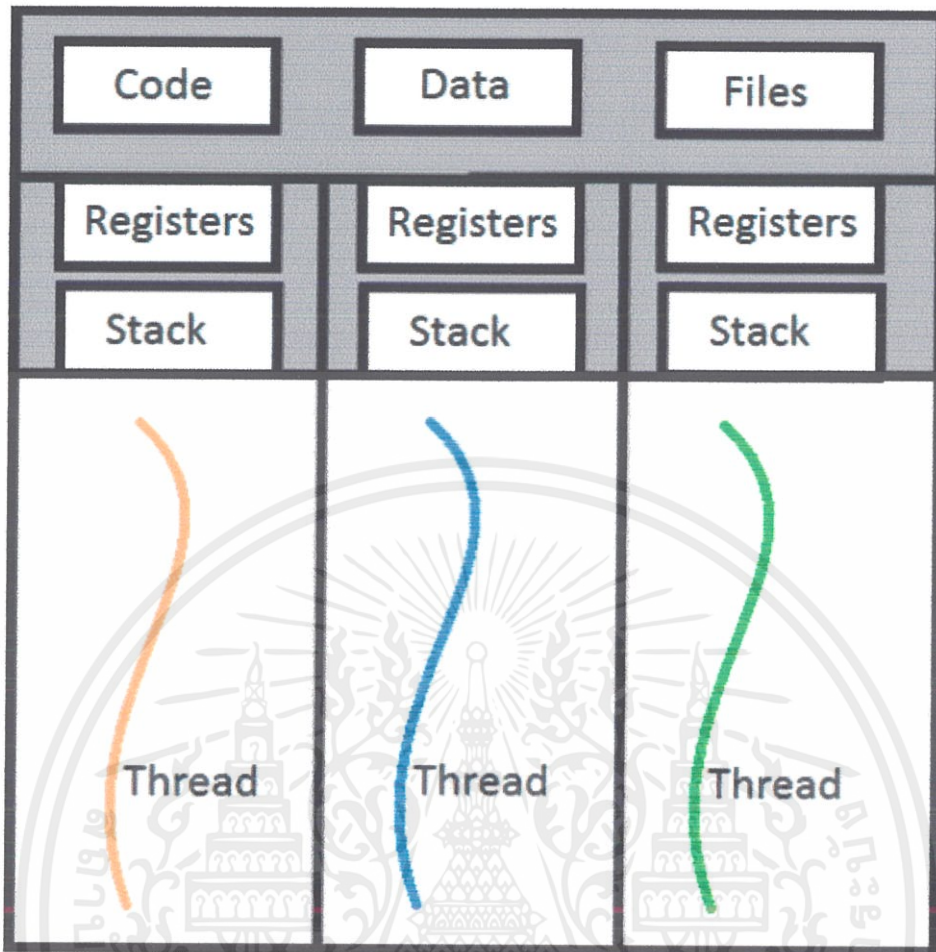 Code Data Files
Registers Registers Registers
Stack Stack Stack
Thread Thread Thread